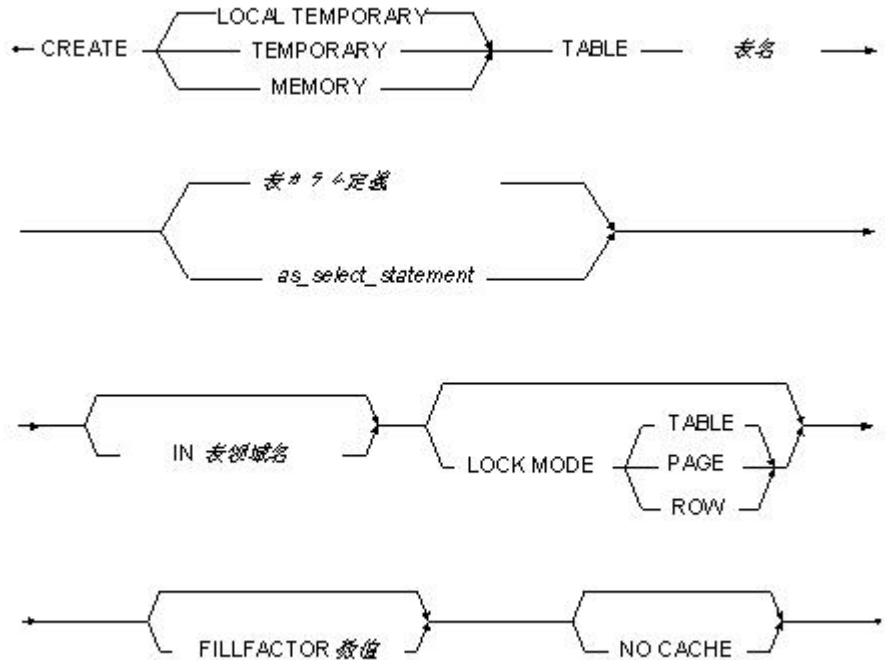 LOCAL TEMPORARY
CREATE TEMPORARY TABLE 表名
MEMORY
表カラム定義
as_select_statement
IN 表領域名
TABLE
LOCK MODE PAGE
ROW
FILLFACTOR 数値
NO CACHE